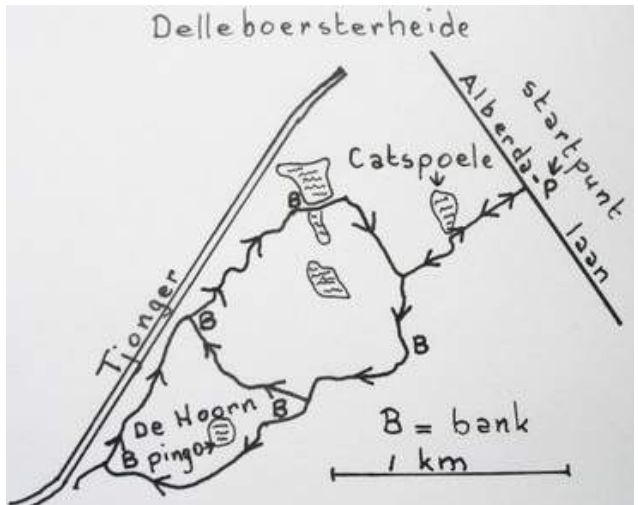 Delleboersterheide
startpunt
Alberda-P laan
Catspoele
B
Tjonger
B
B
B
De Hoorn
B pingo
B = bank
1 km